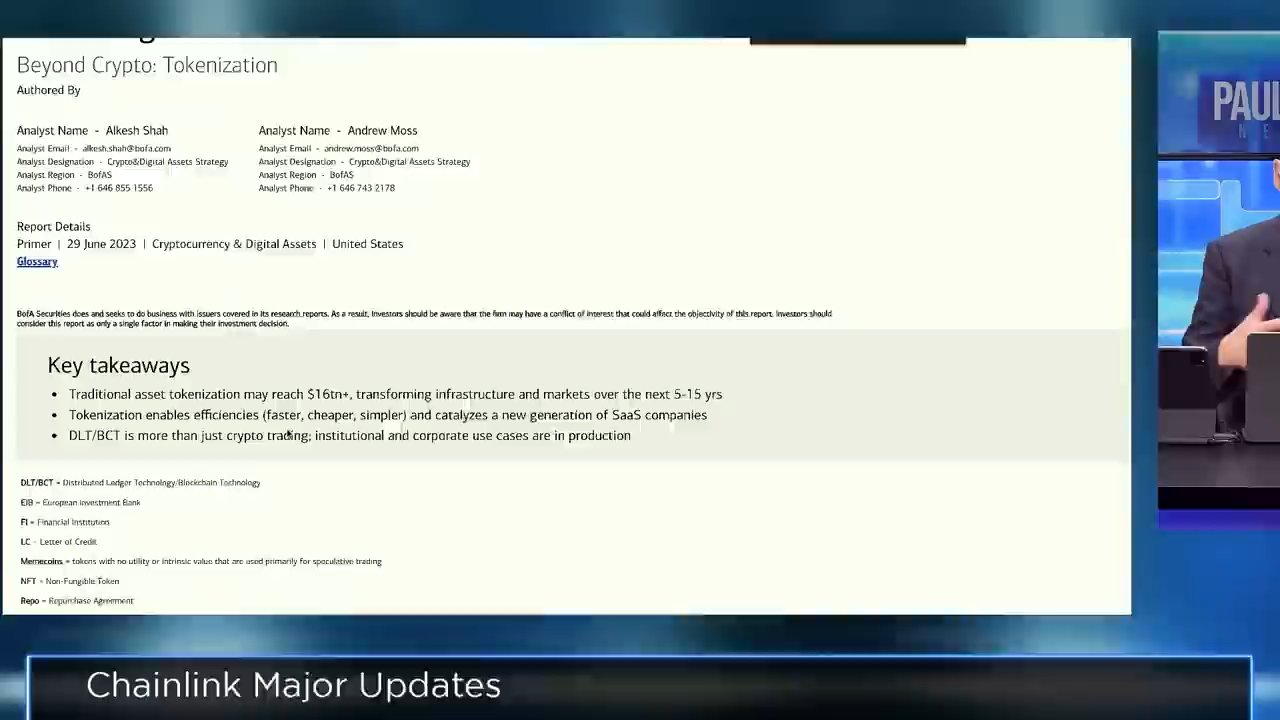 Beyond Crypto: Tokenization
Authored By
Analyst Name - Alkesh Shah
Analyst Email - alkesh.shah@bofa.com
Analyst Designation - Crypto&Digital Assets Strategy
Analyst Region - BofAS
Analyst Phone - +1 646 855 1556
Analyst Name - Andrew Moss
Analyst Email - andrew.moss@bofa.com
Analyst Designation - Crypto&Digital Assets Strategy
Analyst Region - BofAS
Analyst Phone - +1 646 743 2178
Report Details
Primer | 29 June 2023 | Cryptocurrency & Digital Assets | United States
Glossary
BofA Securities does and seeks to do business with issuers covered in its research reports. As a result, investors should be aware that the firm may have a conflict of interest that could affect the objectivity of this report. Investors should
consider this report as only a single factor in making their investment decision.
Key takeaways
• Traditional asset tokenization may reach $16tn+, transforming infrastructure and markets over the next 5-15 yrs
• Tokenization enables efficiencies (faster, cheaper, simpler) and catalyzes a new generation of SaaS companies
• DLT/BCT is more than just crypto trading; institutional and corporate use cases are in production
DLT/BCT = Distributed Ledger Technology/Blockchain Technology
EIB = European Investment Bank
FI = Financial Institution
LC - Letter of Credit
Memecoins = tokens with no utility or intrinsic value that are used primarily for speculative trading
NFT - Non-Fungible Token
Repo = Repurchase Agreement
PAUL
NE
Chainlink Major Updates